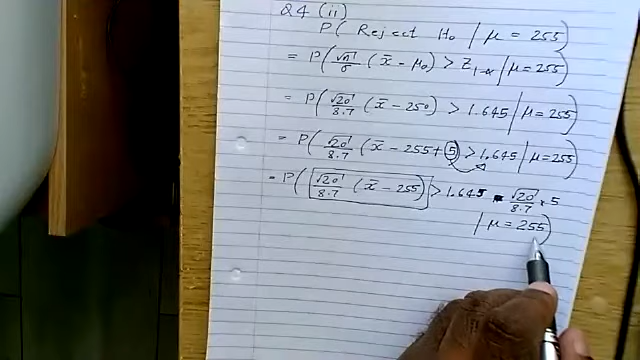 Q4 (ii)
P( Reject H₀ | μ = 255)
= P( √n/σ (x̄ - μ₀) > Z₁₋α | μ = 255)
= P( √20/8.7 (x̄ - 250) > 1.645 | μ = 255)
= P( √20/8.7 (x̄ - 255 + 5) > 1.645 | μ = 255)
= P( √20/8.7 (x̄ - 255) > 1.645 - √20/8.7 × 5
| μ = 255)